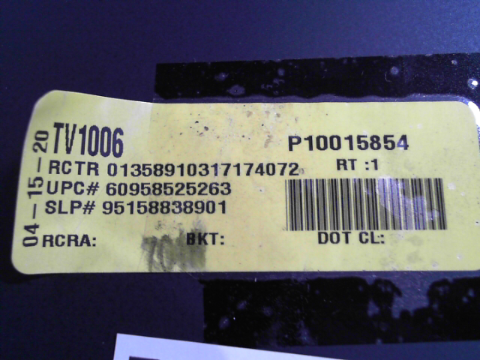 04-15-20
TV1006
P10015854
RCTR 01358910317174072
RT :1
UPC# 60958525263
SLP# 95158838901
RCRA:
BKT:
DOT CL: